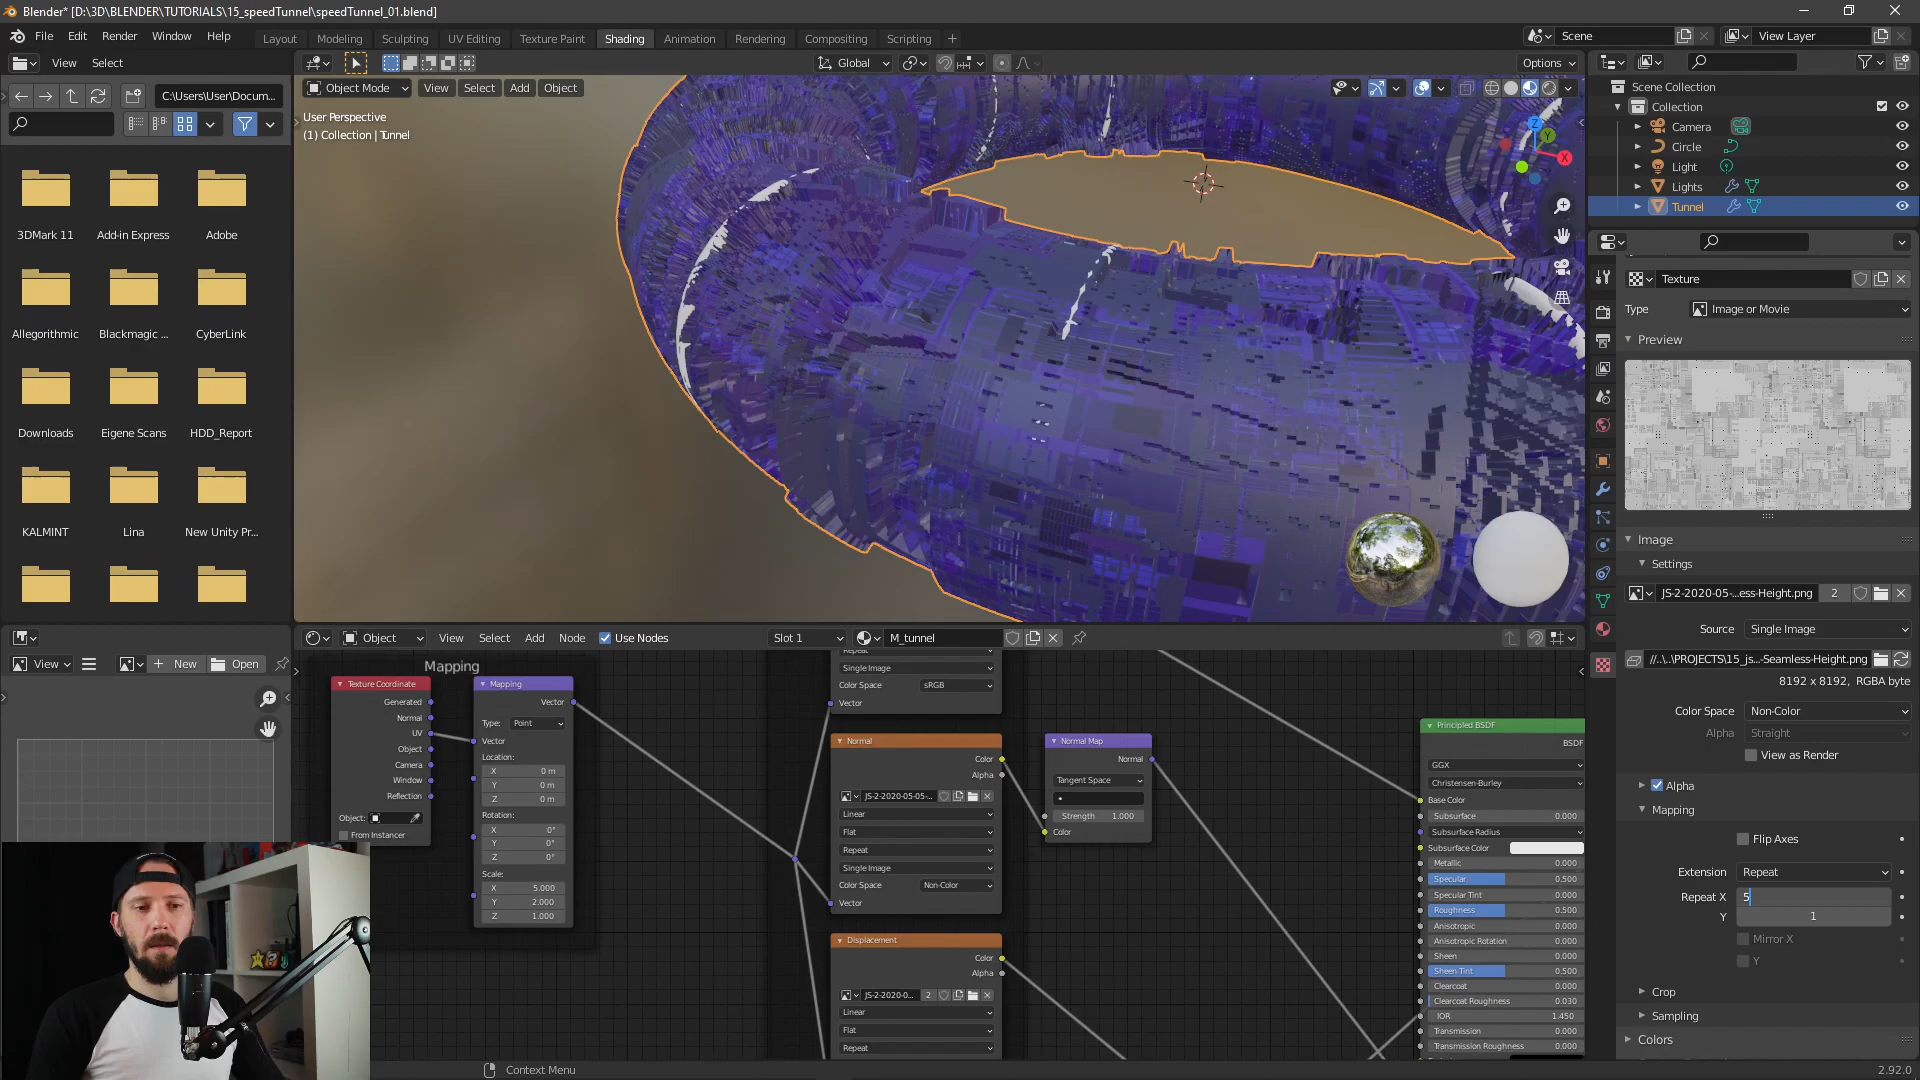 Blender* [D:\3D\BLENDER\TUTORIALS\15_speedTunnel\speedTunnel_01.blend]
File Edit Render Window Help
Layout Modeling Sculpting UV Editing Texture Paint Shading Animation Rendering Compositing Scripting +
Scene View Layer
View Select
Global
Options
C:\Users\User\Docum...
Object Mode View Select Add Object
User Perspective
(1) Collection | Tunnel
Z
Y
X
3DMark 11 Add-in Express Adobe
Allegorithmic Blackmagic ... CyberLink
Downloads Eigene Scans HDD_Report
KALMINT Lina New Unity Pr...
Scene Collection
Collection
Camera
Circle
Light
Lights
Tunnel
Texture
Type Image or Movie
Preview
Image
Settings
JS-2-2020-05-...ess-Height.png 2
Source Single Image
//..\..\PROJECTS\15_js...-Seamless-Height.png
8192 x 8192, RGBA byte
Color Space Non-Color
Alpha Straight
View as Render
Alpha
Mapping
Flip Axes
Extension Repeat
Repeat X 5
Y 1
Mirror X
Y
Crop
Sampling
Colors
Object View Select Add Node Use Nodes Slot 1 M_tunnel
View New Open
Mapping
Texture Coordinate
Generated
Normal
UV
Object
Camera
Window
Reflection
Object:
From Instancer
Mapping
Vector
Type: Point
Vector
Location:
X 0 m
Y 0 m
Z 0 m
Rotation:
X 0°
Y 0°
Z 0°
Scale:
X 5.000
Y 2.000
Z 1.000
Repeat
Single Image
Color Space sRGB
Vector
Normal
Color
Alpha
JS-2-2020-05-05-...
Linear
Flat
Repeat
Single Image
Color Space Non-Color
Vector
Displacement
Color
Alpha
JS-2-2020-0... 2
Linear
Flat
Repeat
Normal Map
Normal
Tangent Space
Strength 1.000
Color
Principled BSDF
BSDF
GGX
Christensen-Burley
Base Color
Subsurface 0.000
Subsurface Radius
Subsurface Color
Metallic 0.000
Specular 0.500
Specular Tint 0.000
Roughness 0.500
Anisotropic 0.000
Anisotropic Rotation 0.000
Sheen 0.000
Sheen Tint 0.500
Clearcoat 0.000
Clearcoat Roughness 0.030
IOR 1.450
Transmission 0.000
Transmission Roughness 0.000
Context Menu
2.92.0